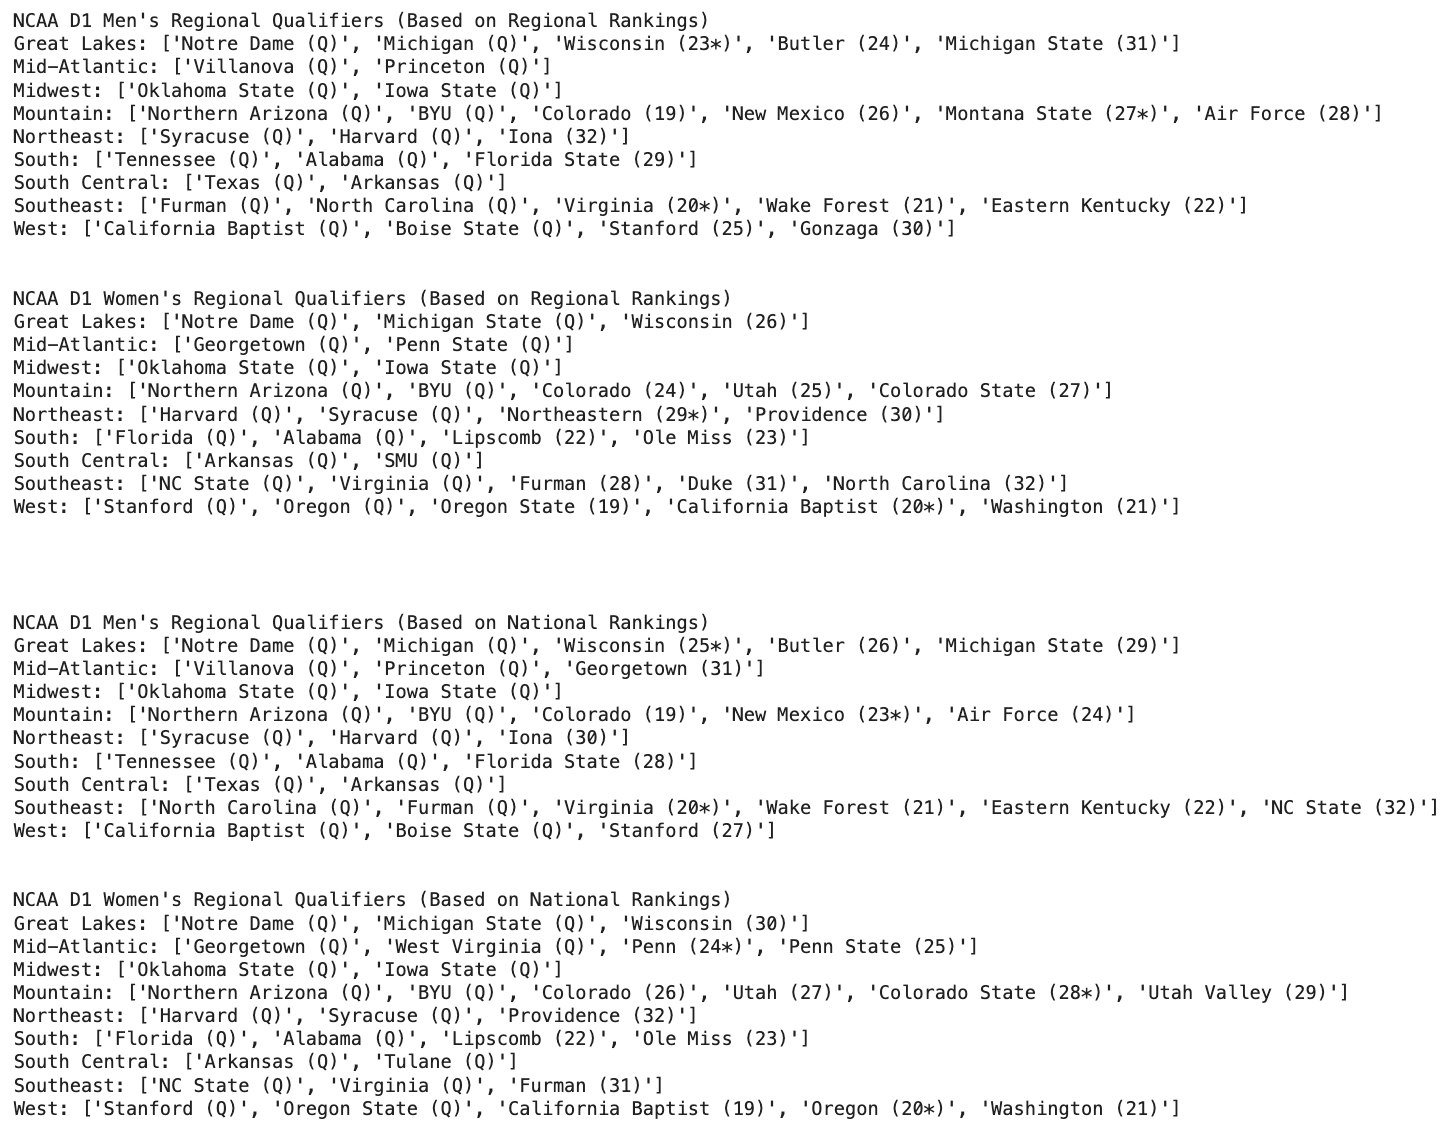 NCAA D1 Men's Regional Qualifiers (Based on Regional Rankings)
Great Lakes: ['Notre Dame (Q)', 'Michigan (Q)', 'Wisconsin (23*)', 'Butler (24)', 'Michigan State (31)']
Mid-Atlantic: ['Villanova (Q)', 'Princeton (Q)']
Midwest: ['Oklahoma State (Q)', 'Iowa State (Q)']
Mountain: ['Northern Arizona (Q)', 'BYU (Q)', 'Colorado (19)', 'New Mexico (26)', 'Montana State (27*)', 'Air Force (28)']
Northeast: ['Syracuse (Q)', 'Harvard (Q)', 'Iona (32)']
South: ['Tennessee (Q)', 'Alabama (Q)', 'Florida State (29)']
South Central: ['Texas (Q)', 'Arkansas (Q)']
Southeast: ['Furman (Q)', 'North Carolina (Q)', 'Virginia (20*)', 'Wake Forest (21)', 'Eastern Kentucky (22)']
West: ['California Baptist (Q)', 'Boise State (Q)', 'Stanford (25)', 'Gonzaga (30)']
NCAA D1 Women's Regional Qualifiers (Based on Regional Rankings)
Great Lakes: ['Notre Dame (Q)', 'Michigan State (Q)', 'Wisconsin (26)']
Mid-Atlantic: ['Georgetown (Q)', 'Penn State (Q)']
Midwest: ['Oklahoma State (Q)', 'Iowa State (Q)']
Mountain: ['Northern Arizona (Q)', 'BYU (Q)', 'Colorado (24)', 'Utah (25)', 'Colorado State (27)']
Northeast: ['Harvard (Q)', 'Syracuse (Q)', 'Northeastern (29*)', 'Providence (30)']
South: ['Florida (Q)', 'Alabama (Q)', 'Lipscomb (22)', 'Ole Miss (23)']
South Central: ['Arkansas (Q)', 'SMU (Q)']
Southeast: ['NC State (Q)', 'Virginia (Q)', 'Furman (28)', 'Duke (31)', 'North Carolina (32)']
West: ['Stanford (Q)', 'Oregon (Q)', 'Oregon State (19)', 'California Baptist (20*)', 'Washington (21)']
NCAA D1 Men's Regional Qualifiers (Based on National Rankings)
Great Lakes: ['Notre Dame (Q)', 'Michigan (Q)', 'Wisconsin (25*)', 'Butler (26)', 'Michigan State (29)']
Mid-Atlantic: ['Villanova (Q)', 'Princeton (Q)', 'Georgetown (31)']
Midwest: ['Oklahoma State (Q)', 'Iowa State (Q)']
Mountain: ['Northern Arizona (Q)', 'BYU (Q)', 'Colorado (19)', 'New Mexico (23*)', 'Air Force (24)']
Northeast: ['Syracuse (Q)', 'Harvard (Q)', 'Iona (30)']
South: ['Tennessee (Q)', 'Alabama (Q)', 'Florida State (28)']
South Central: ['Texas (Q)', 'Arkansas (Q)']
Southeast: ['North Carolina (Q)', 'Furman (Q)', 'Virginia (20*)', 'Wake Forest (21)', 'Eastern Kentucky (22)', 'NC State (32)']
West: ['California Baptist (Q)', 'Boise State (Q)', 'Stanford (27)']
NCAA D1 Women's Regional Qualifiers (Based on National Rankings)
Great Lakes: ['Notre Dame (Q)', 'Michigan State (Q)', 'Wisconsin (30)']
Mid-Atlantic: ['Georgetown (Q)', 'West Virginia (Q)', 'Penn (24*)', 'Penn State (25)']
Midwest: ['Oklahoma State (Q)', 'Iowa State (Q)']
Mountain: ['Northern Arizona (Q)', 'BYU (Q)', 'Colorado (26)', 'Utah (27)', 'Colorado State (28*)', 'Utah Valley (29)']
Northeast: ['Harvard (Q)', 'Syracuse (Q)', 'Providence (32)']
South: ['Florida (Q)', 'Alabama (Q)', 'Lipscomb (22)', 'Ole Miss (23)']
South Central: ['Arkansas (Q)', 'Tulane (Q)']
Southeast: ['NC State (Q)', 'Virginia (Q)', 'Furman (31)']
West: ['Stanford (Q)', 'Oregon State (Q)', 'California Baptist (19)', 'Oregon (20*)', 'Washington (21)']